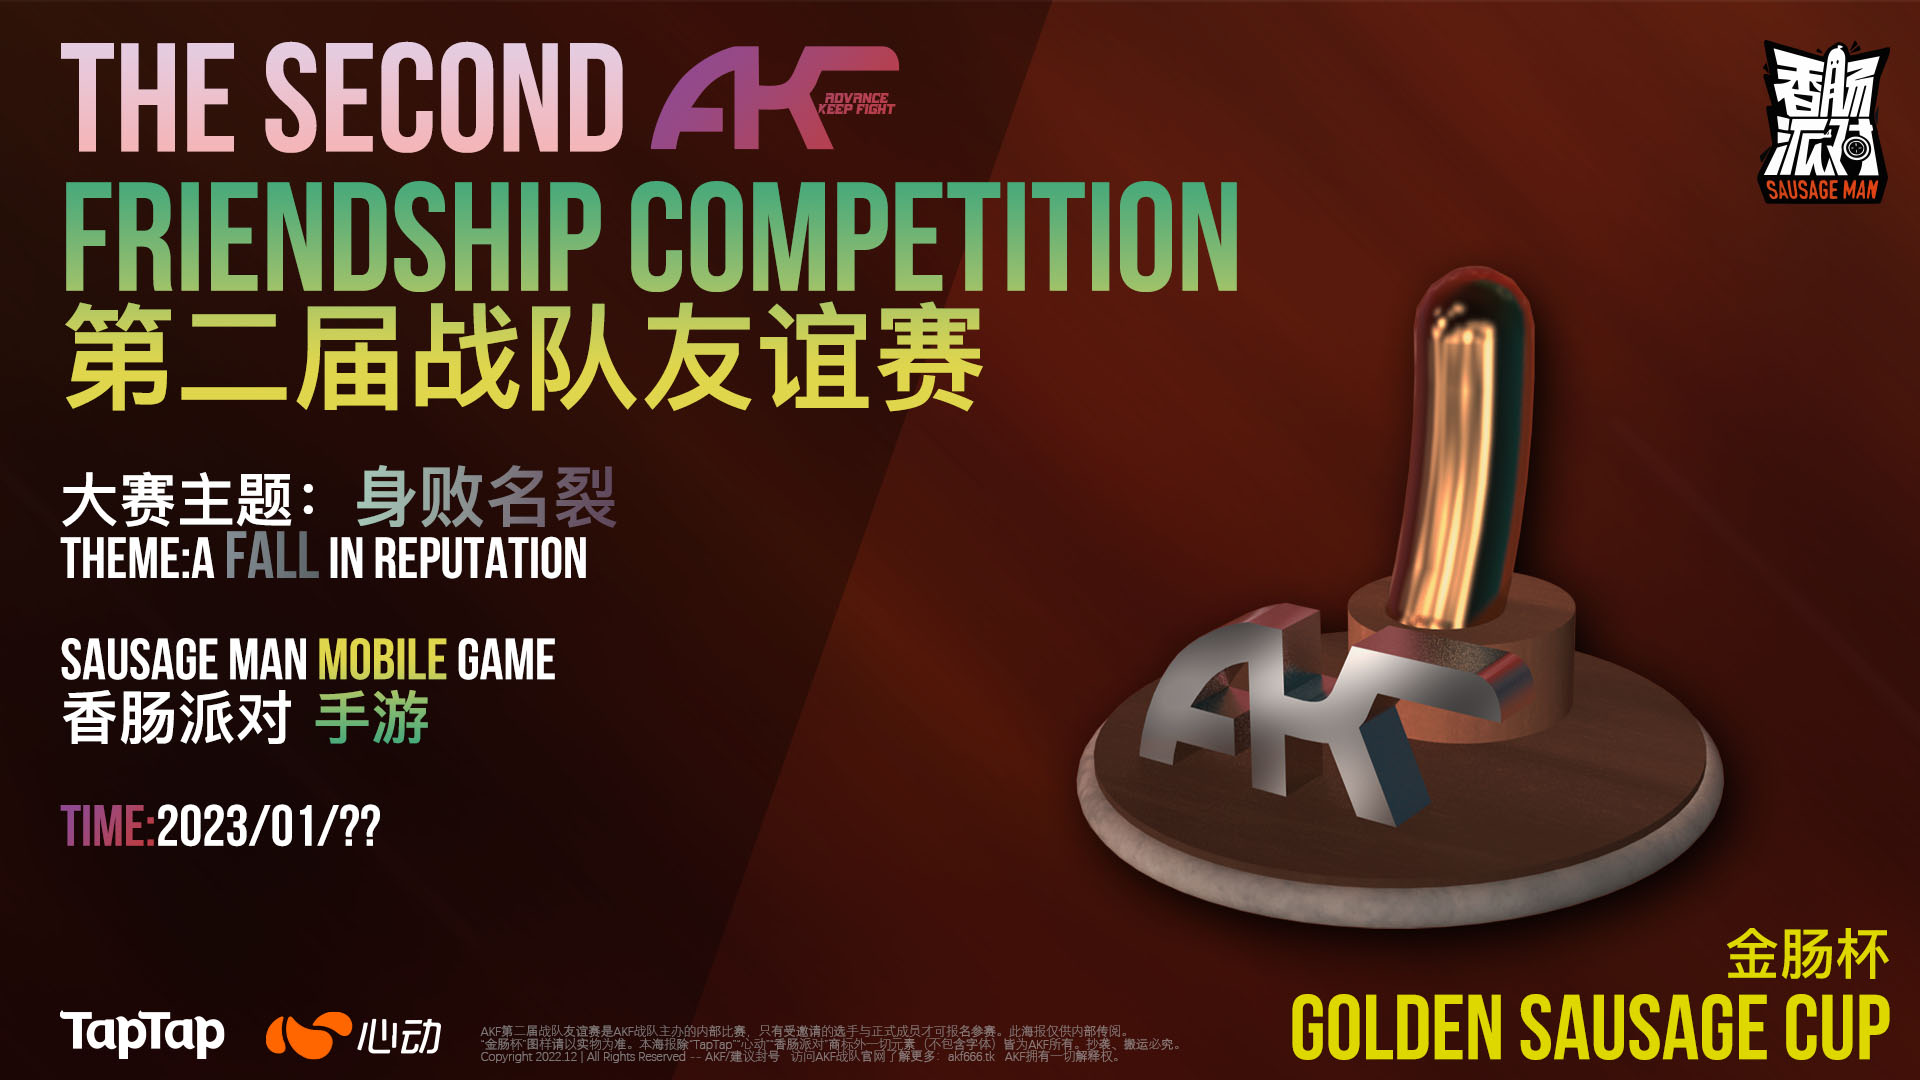 THE SECOND AKF
ADVANCE
KEEP FIGHT
香肠
派对
SAUSAGE MAN
FRIENDSHIP COMPETITION
第二届战队友谊赛
大赛主题：身败名裂
THEME:A FALL IN REPUTATION
SAUSAGE MAN MOBILE GAME
香肠派对 手游
TIME:2023/01/??
AKF
金肠杯
GOLDEN SAUSAGE CUP
TapTap 心动
AKF第二届战队友谊赛是AKF战队主办的内部比赛，只有受邀请的选手与正式成员才可报名参赛。此海报仅供内部传阅。
“金肠杯”图样请以实物为准。本海报除“TapTap”“心动”“香肠派对”商标外一切元素（不包含字体）皆为AKF所有。抄袭、搬运必究。
Copyright 2022.12 | All Rights Reserved -- AKF/建议封号 访问AKF战队官网了解更多：akf666.tk AKF拥有一切解释权。